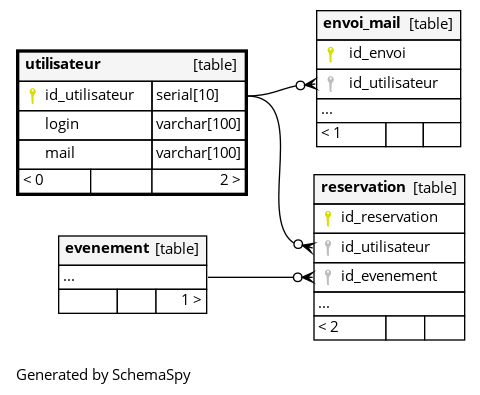 utilisateur [table]
id_utilisateur serial[10]
login varchar[100]
mail varchar[100]
< 0 2 >
envoi_mail [table]
id_envoi
id_utilisateur
...
< 1
reservation [table]
id_reservation
id_utilisateur
id_evenement
...
< 2
evenement [table]
...
1 >
Generated by SchemaSpy